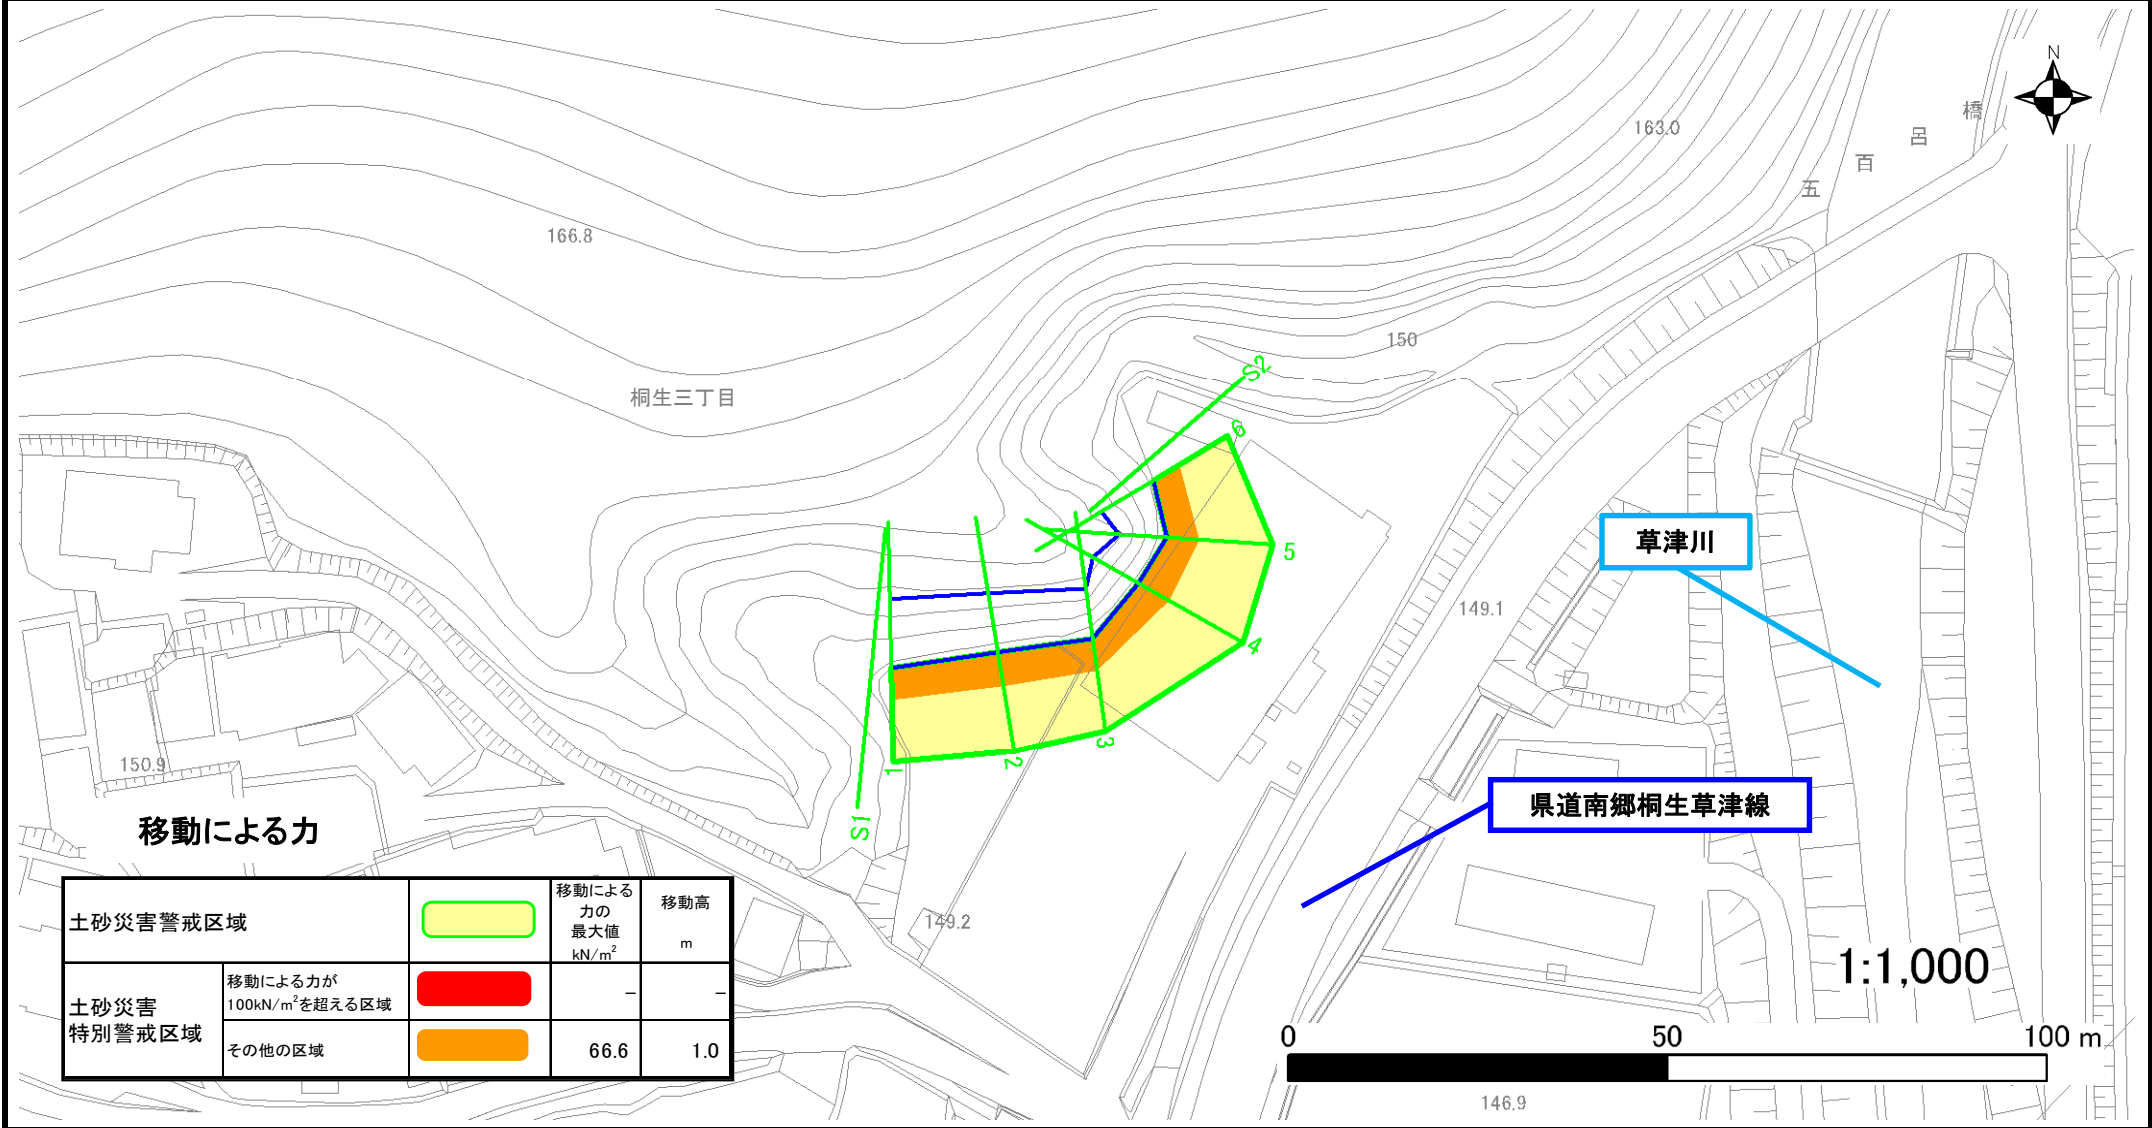 N
橋
呂
百
五
163.0
166.8
150
桐生三丁目
S2
6
5
4
3
2
1
S1
草津川
149.1
県道南郷桐生草津線
150.9
149.2
移動による力
土砂災害警戒区域
移動による
力の
最大値
kN/m²
移動高
m
土砂災害
特別警戒区域
移動による力が
100kN/m²を超える区域
−
−
その他の区域
66.6
1.0
1:1,000
0
50
100 m
146.9